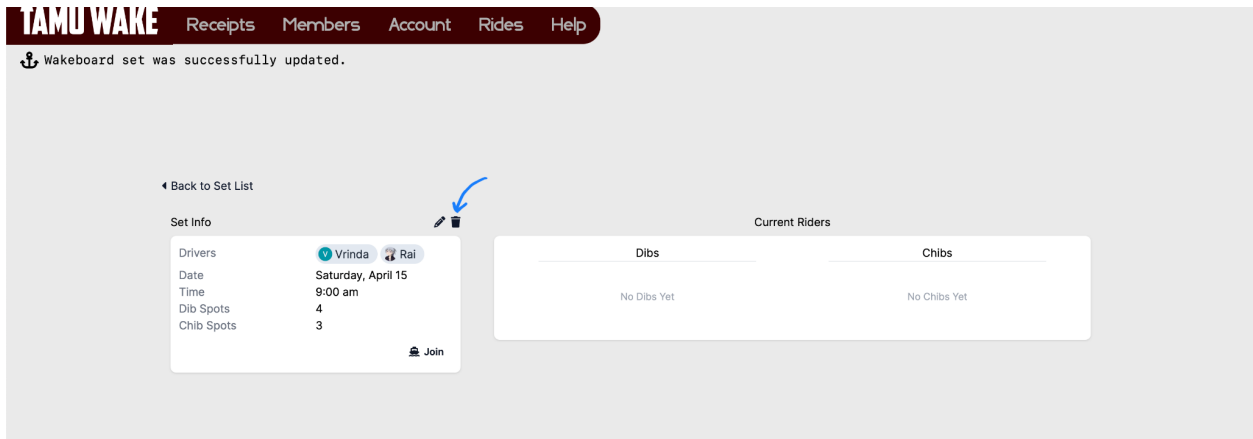 TAMU WAKE Receipts Members Account Rides Help
Wakeboard set was successfully updated.
Back to Set List
Set Info
Drivers V Vrinda Rai
Date Saturday, April 15
Time 9:00 am
Dib Spots 4
Chib Spots 3
Join
Current Riders
Dibs Chibs
No Dibs Yet No Chibs Yet